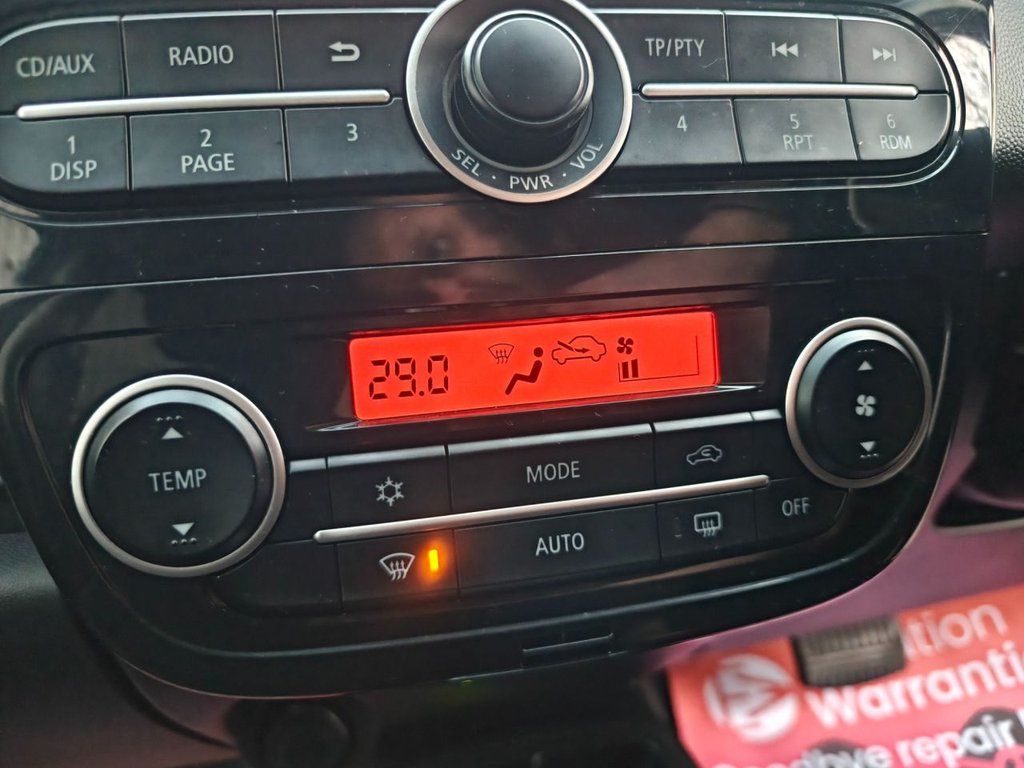 CD/AUX RADIO TP/PTY
1 2 3 4 5 6
DISP PAGE RPT RDM
SEL · PWR · VOL
29.0
TEMP MODE
AUTO OFF
Warranti
repair